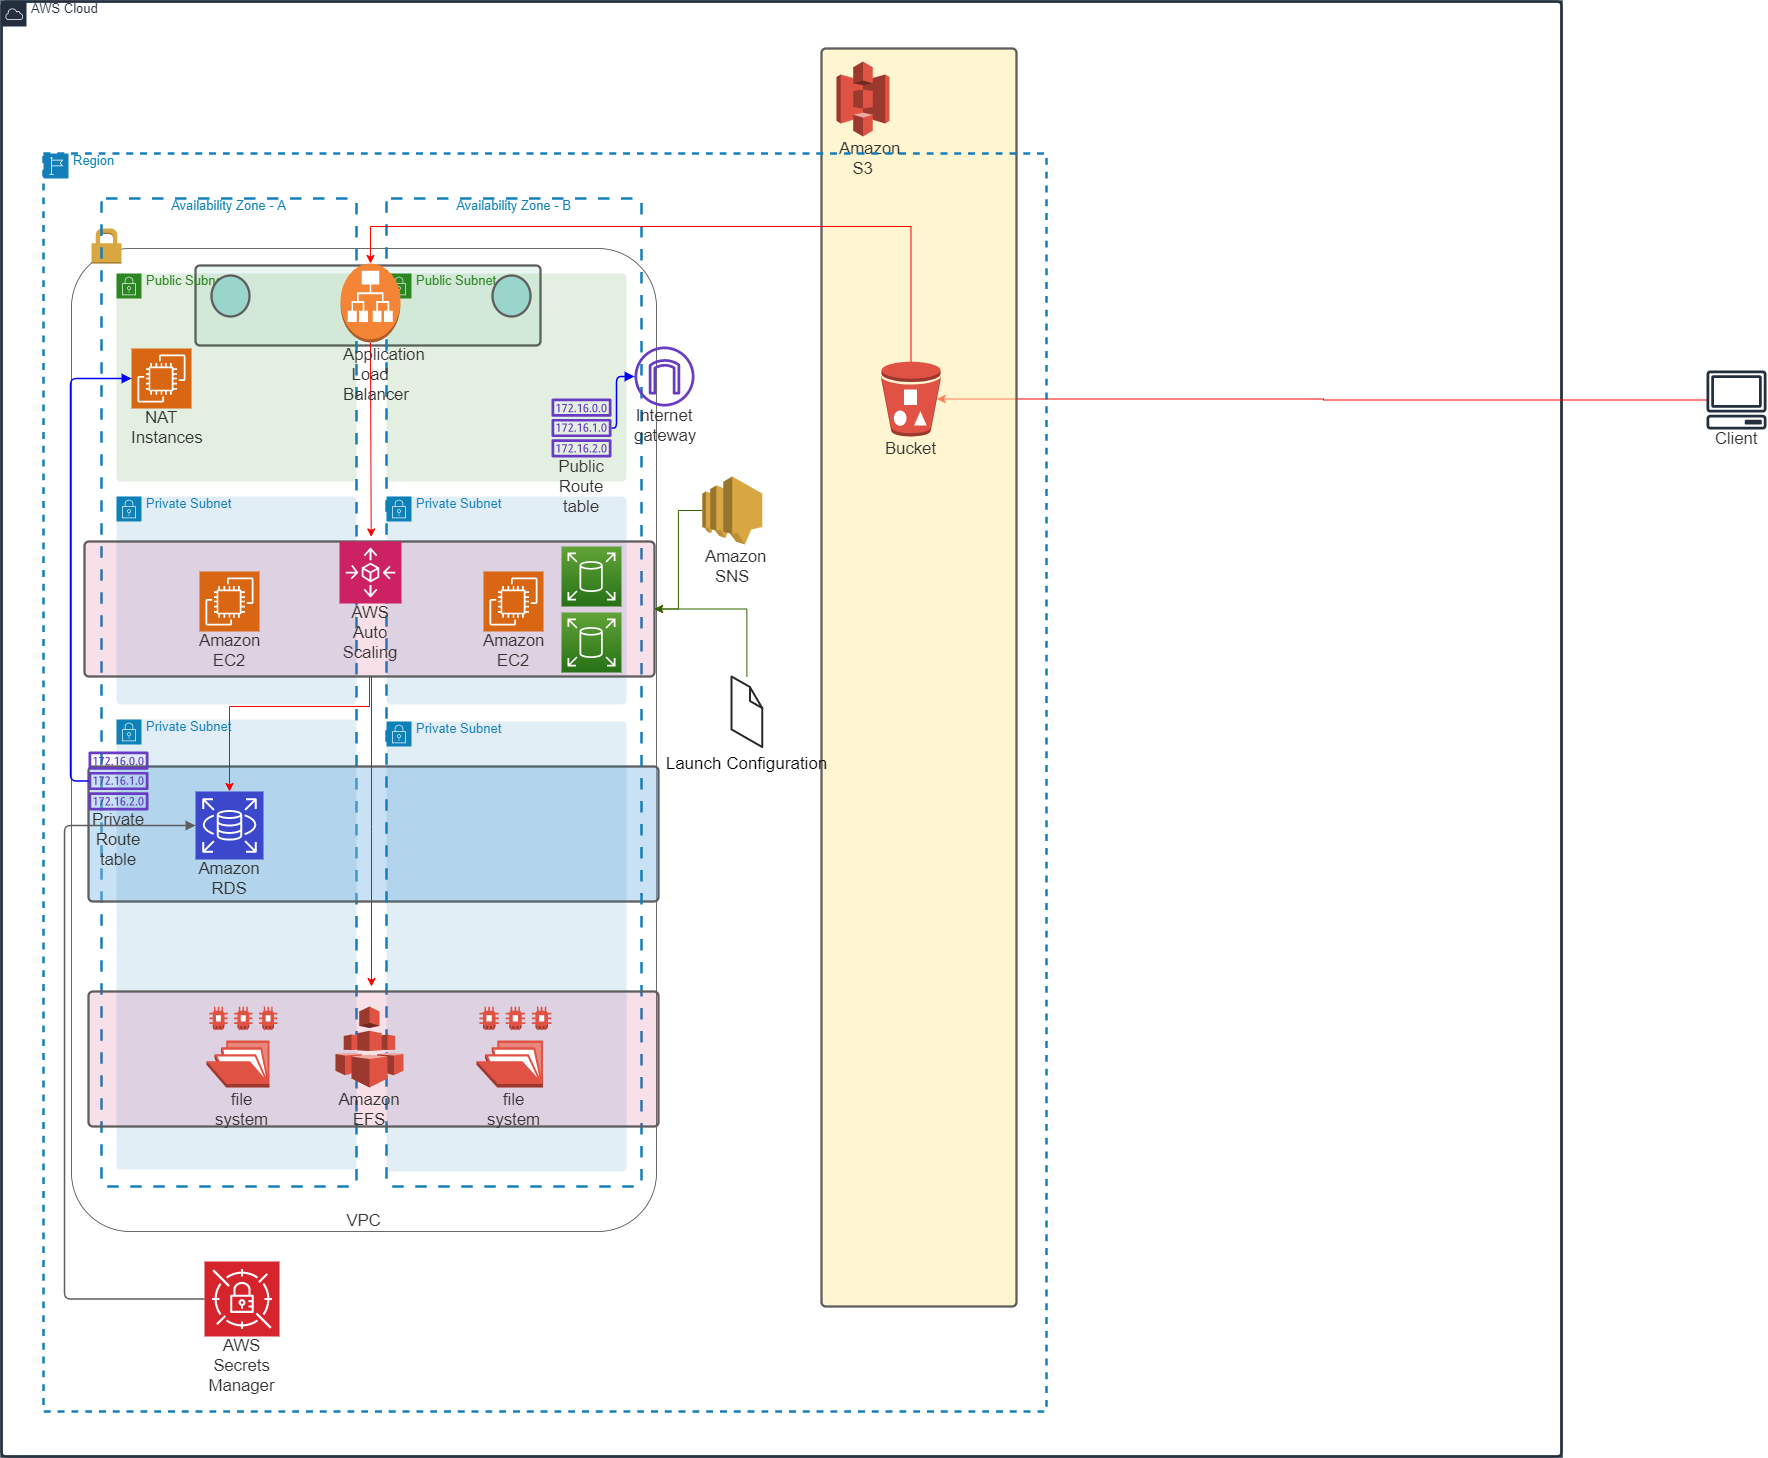 AWS Cloud
Amazon
S3
Region
Availability Zone - A
Availability Zone - B
Public Subn
Public Subnet
Application
Load
Balancer
NAT
Instances
172.16.0.0
172.16.1.0
172.16.2.0
Public
Route
table
Internet
gateway
Bucket
Client
Private Subnet
Private Subnet
Amazon
SNS
Amazon
EC2
AWS
Auto
Scaling
Amazon
EC2
Launch Configuration
Private Subnet
Private Subnet
172.16.0.0
172.16.1.0
172.16.2.0
Private
Route
table
Amazon
RDS
file
system
Amazon
EFS
file
system
VPC
AWS
Secrets
Manager